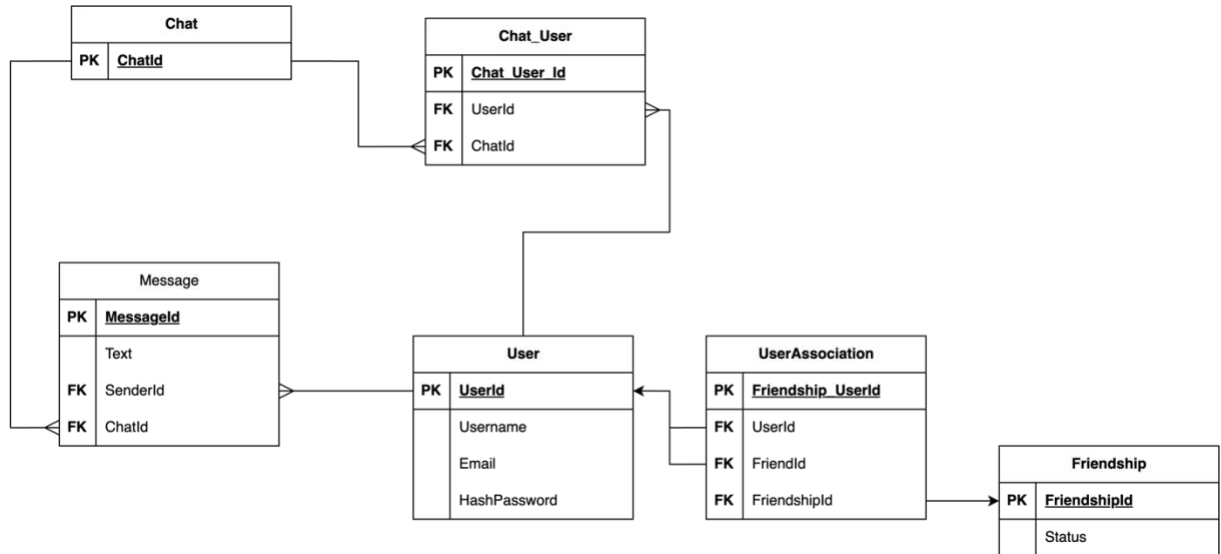 Chat
PK ChatId
Chat_User
PK Chat_User_Id
FK UserId
FK ChatId
Message
PK MessageId
Text
FK SenderId
FK ChatId
User
PK UserId
Username
Email
HashPassword
UserAssociation
PK Friendship_UserId
FK UserId
FK FriendId
FK FriendshipId
Friendship
PK FriendshipId
Status